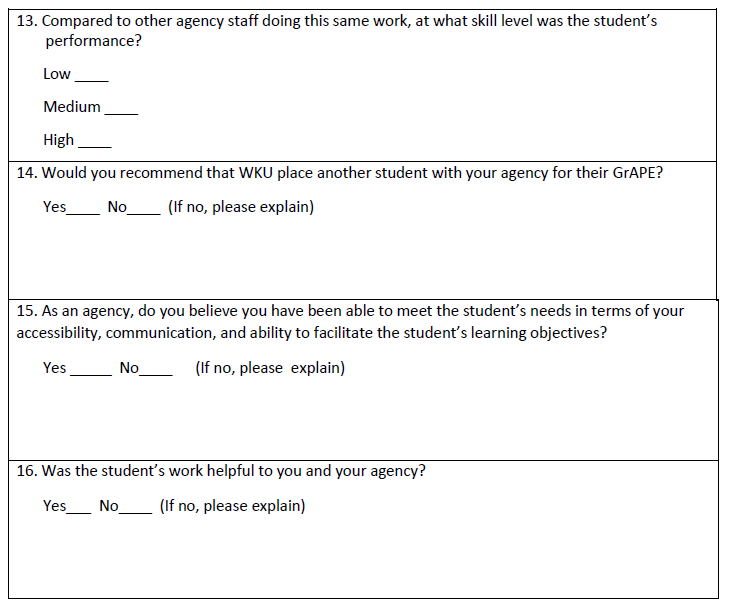 13. Compared to other agency staff doing this same work, at what skill level was the student’s
performance?
Low ____
Medium ____
High ____
14. Would you recommend that WKU place another student with your agency for their GrAPE?
Yes____ No____ (If no, please explain)
15. As an agency, do you believe you have been able to meet the student’s needs in terms of your
accessibility, communication, and ability to facilitate the student’s learning objectives?
Yes _____ No____ (If no, please explain)
16. Was the student’s work helpful to you and your agency?
Yes___ No____ (If no, please explain)